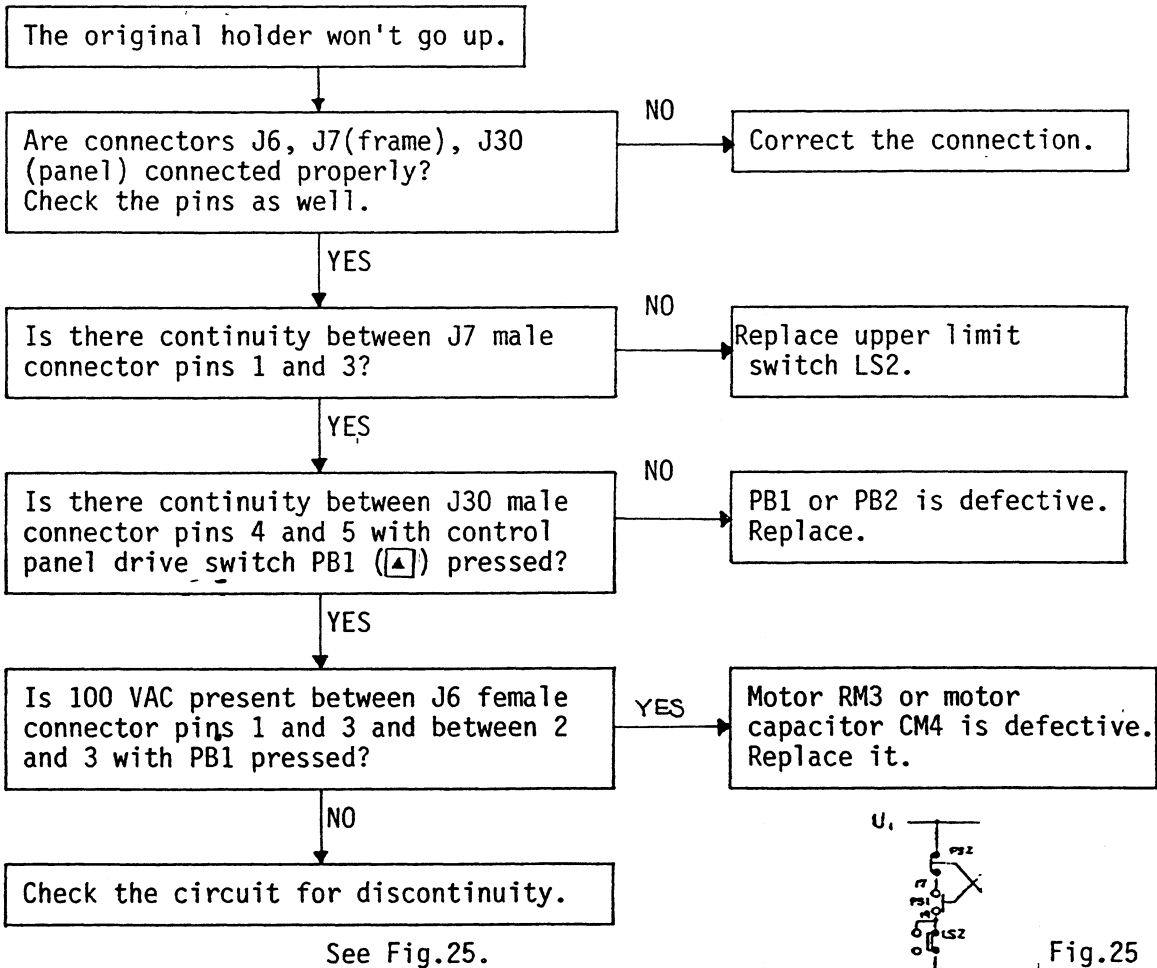 The original holder won't go up.
Are connectors J6, J7(frame), J30
(panel) connected properly?
Check the pins as well.
NO
Correct the connection.
YES
Is there continuity between J7 male
connector pins 1 and 3?
NO
Replace upper limit
switch LS2.
YES
Is there continuity between J30 male
connector pins 4 and 5 with control
panel drive switch PB1 (▲) pressed?
NO
PB1 or PB2 is defective.
Replace.
YES
Is 100 VAC present between J6 female
connector pins 1 and 3 and between 2
and 3 with PB1 pressed?
YES
Motor RM3 or motor
capacitor CM4 is defective.
Replace it.
NO
Check the circuit for discontinuity.
See Fig.25.
U.
LS2
Fig.25